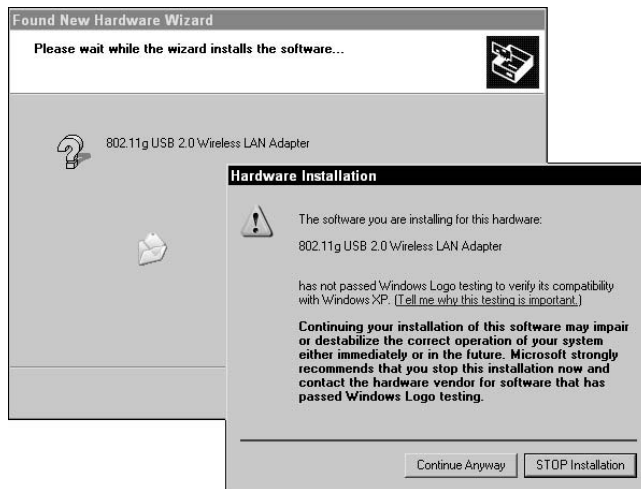 Found New Hardware Wizard
Please wait while the wizard installs the software...
802.11g USB 2.0 Wireless LAN Adapter
Hardware Installation
The software you are installing for this hardware:
802.11g USB 2.0 Wireless LAN Adapter
has not passed Windows Logo testing to verify its compatibility
with Windows XP. (Tell me why this testing is important.)
Continuing your installation of this software may impair
or destabilize the correct operation of your system
either immediately or in the future. Microsoft strongly
recommends that you stop this installation now and
contact the hardware vendor for software that has
passed Windows Logo testing.
Continue Anyway
STOP Installation